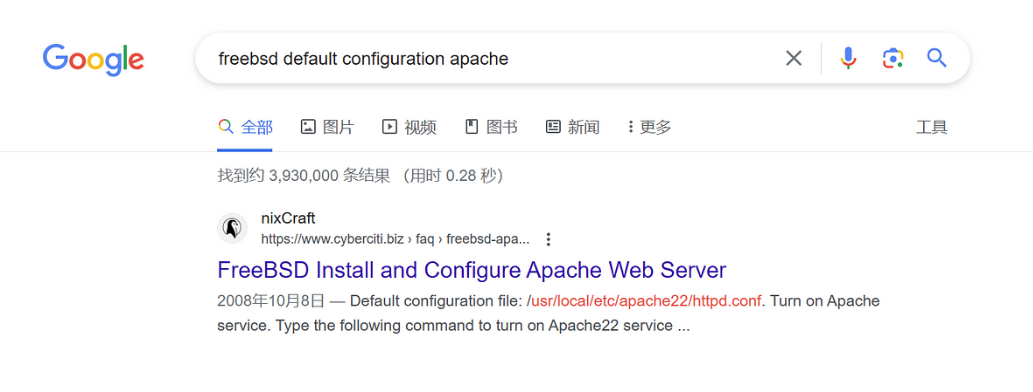 Google
freebsd default configuration apache
全部 图片 视频 图书 新闻 更多 工具
找到约 3,930,000 条结果 （用时 0.28 秒）
nixCraft
https://www.cyberciti.biz › faq › freebsd-apa...
FreeBSD Install and Configure Apache Web Server
2008年10月8日 — Default configuration file: /usr/local/etc/apache22/httpd.conf. Turn on Apache
service. Type the following command to turn on Apache22 service ...